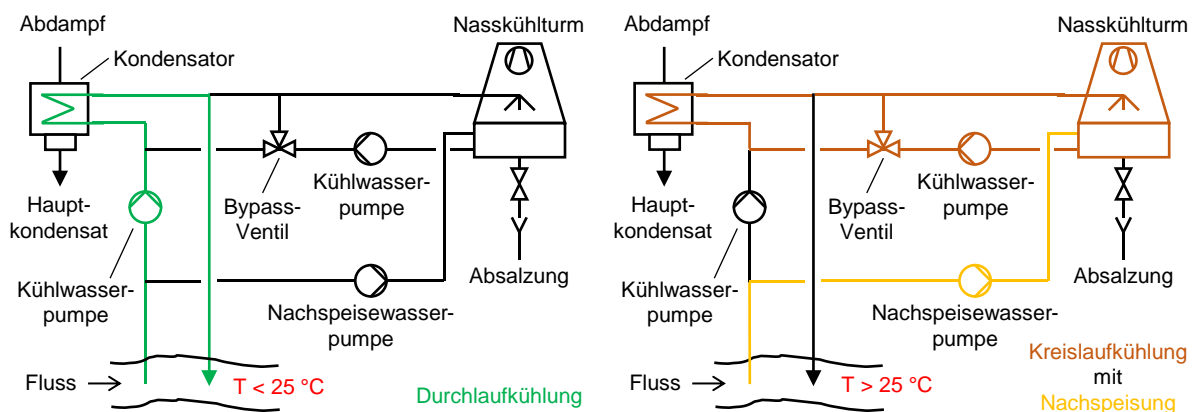 Abdampf
Nasskühlturm
Kondensator
Haupt-
kondensat
Bypass-
Ventil
Kühlwasser-
pumpe
Kühlwasser-
pumpe
Nachspeisewasser-
pumpe
Absalzung
Fluss
T < 25 °C
Durchlaufkühlung
Abdampf
Nasskühlturm
Kondensator
Haupt-
kondensat
Bypass-
Ventil
Kühlwasser-
pumpe
Kühlwasser-
pumpe
Nachspeisewasser-
pumpe
Absalzung
Fluss
T > 25 °C
Kreislaufkühlung
mit
Nachspeisung